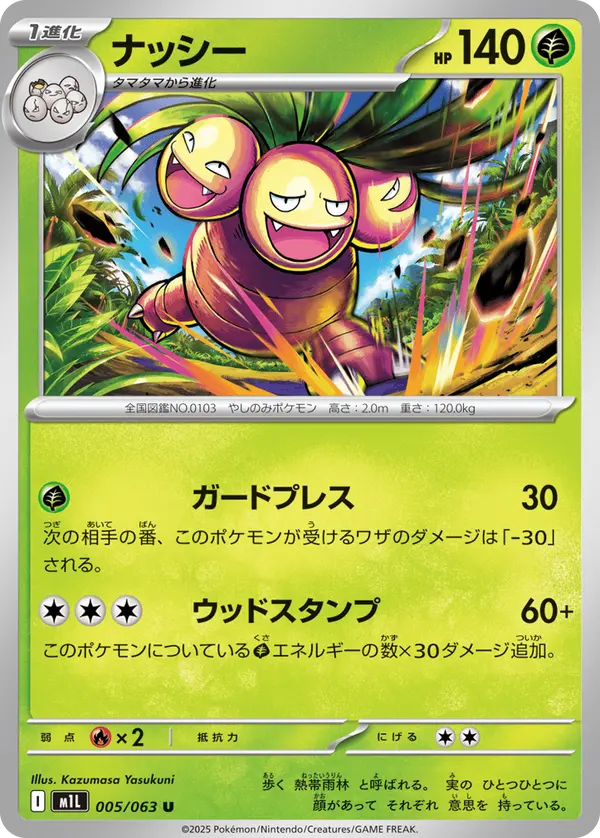 1進化
ナッシー
HP 140
タマタマから進化
全国図鑑NO.0103 やしのみポケモン 高さ:2.0m 重さ:120.0kg
ガードプレス 30
次の相手の番、このポケモンが受けるワザのダメージは「-30」
される。
ウッドスタンプ 60+
このポケモンについているエネルギーの数×30ダメージ追加。
弱点 ×2 抵抗力 にげる
Illus. Kazumasa Yasukuni
I M1L 005/063 U
歩く 熱帯雨林 と呼ばれる。 実の ひとつひとつに
顔があって それぞれ 意思を 持っている。
©2025 Pokémon/Nintendo/Creatures/GAME FREAK.